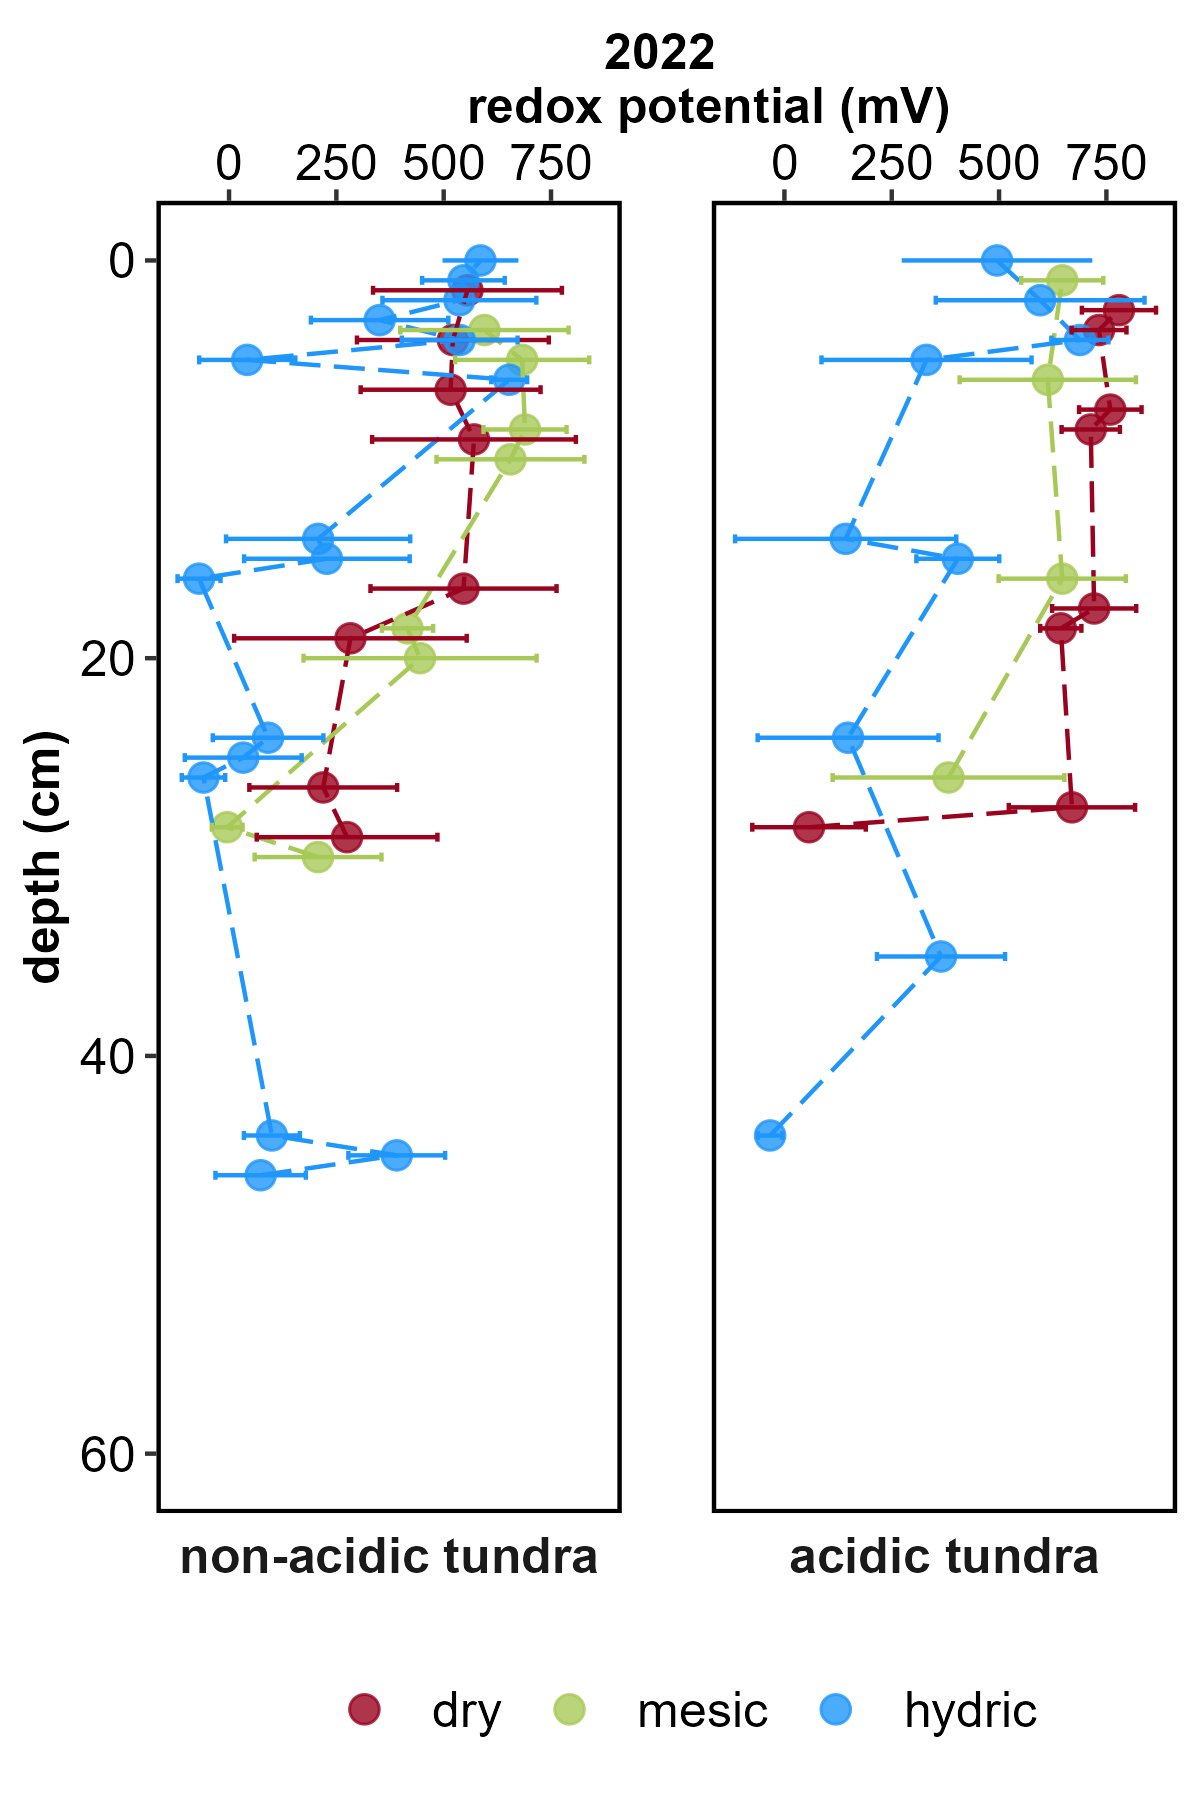 2022
redox potential (mV)
0 250 500 750
0 250 500 750
0
20
40
60
depth (cm)
non-acidic tundra
acidic tundra
dry mesic hydric